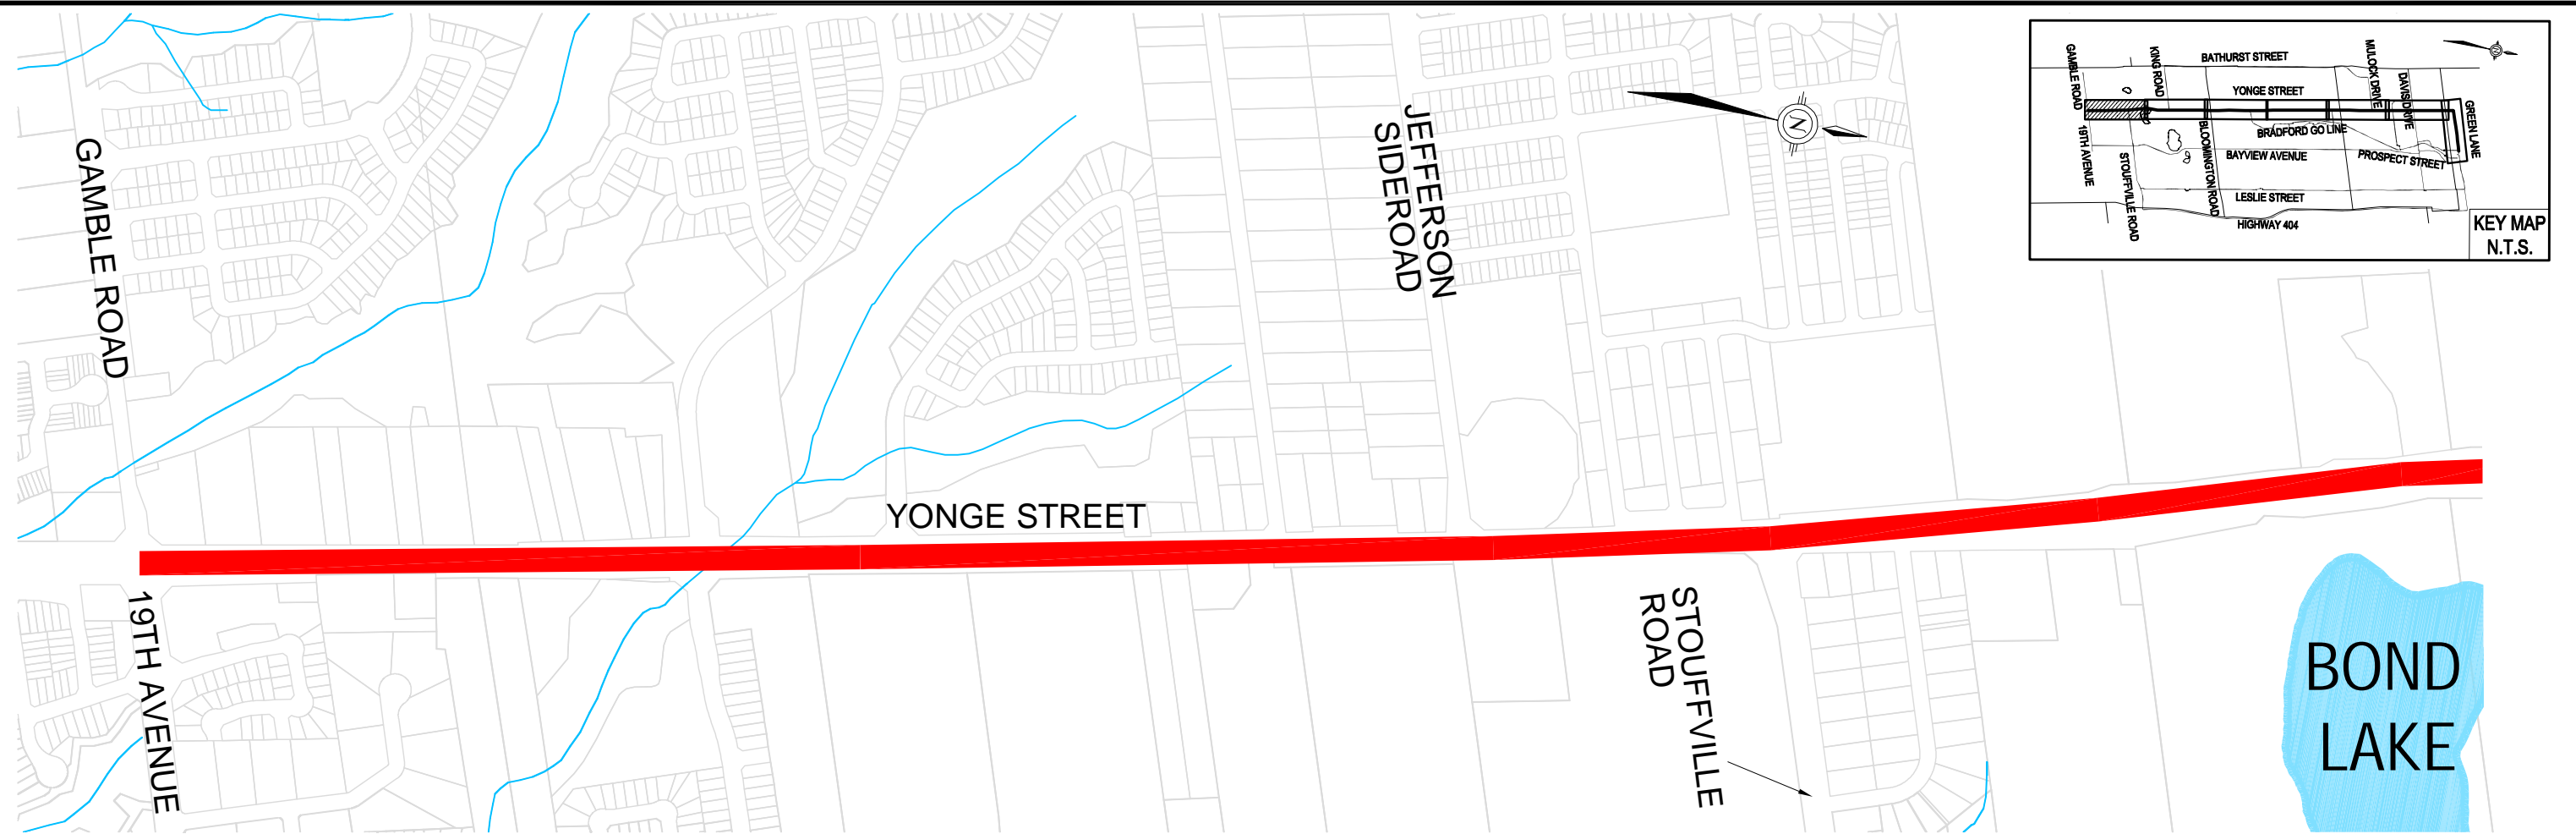 GAMBLE ROAD
19TH AVENUE
YONGE STREET
JEFFERSON
SIDEROAD
STOUFFVILLE
ROAD
BOND
LAKE
N
GAMBLE ROAD
KING ROAD
BATHURST STREET
MULOCK DRIVE
DAVIS DRIVE
N
YONGE STREET
GREEN LANE
BRADFORD GO LINE
19TH AVENUE
STOUFFVILLE ROAD
BLOOMINGTON ROAD
BAYVIEW AVENUE
PROSPECT STREET
LESLIE STREET
HIGHWAY 404
KEY MAP
N.T.S.